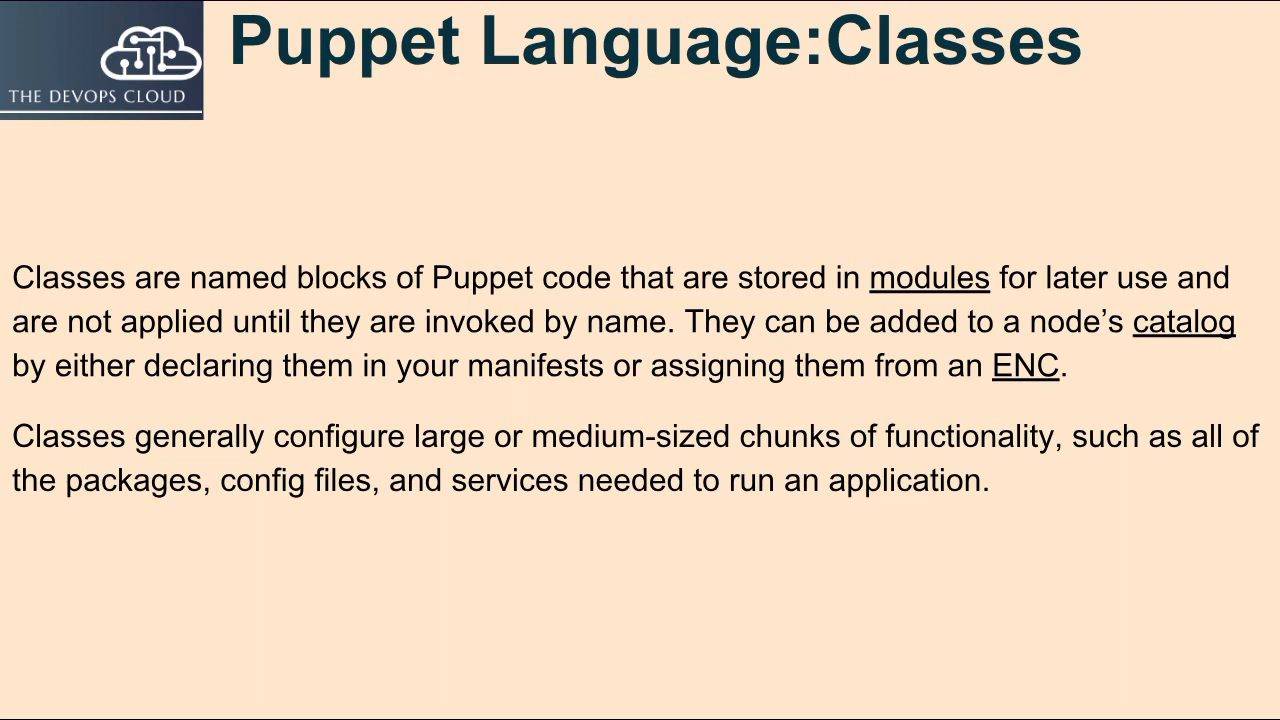 THE DEVOPS CLOUD
Puppet Language:Classes
Classes are named blocks of Puppet code that are stored in modules for later use and
are not applied until they are invoked by name. They can be added to a node’s catalog
by either declaring them in your manifests or assigning them from an ENC.
Classes generally configure large or medium-sized chunks of functionality, such as all of
the packages, config files, and services needed to run an application.